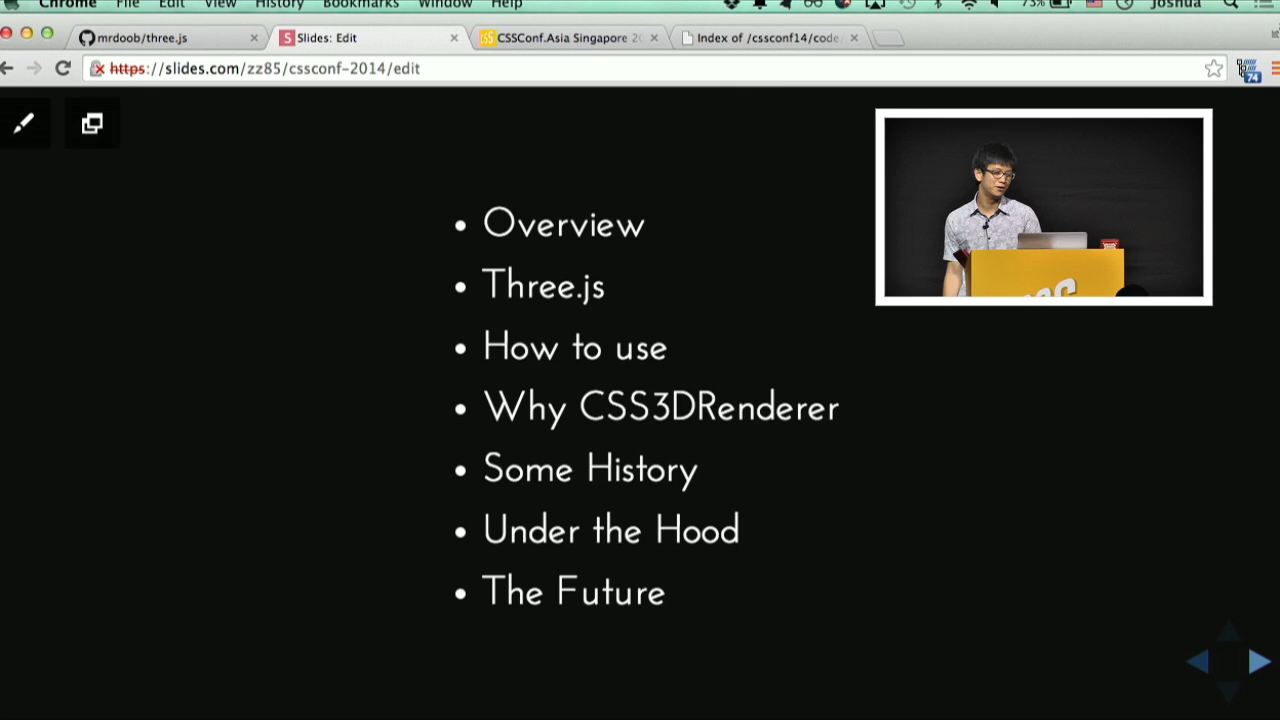 Chrome File Edit View History Bookmarks Window Help 73% Joshua
mrdoob/three.js Slides: Edit CSSConf.Asia Singapore Index of /cssconf14/code
https://slides.com/zz85/cssconf-2014/edit
74
• Overview
• Three.js
• How to use
• Why CSS3DRenderer
• Some History
• Under the Hood
• The Future